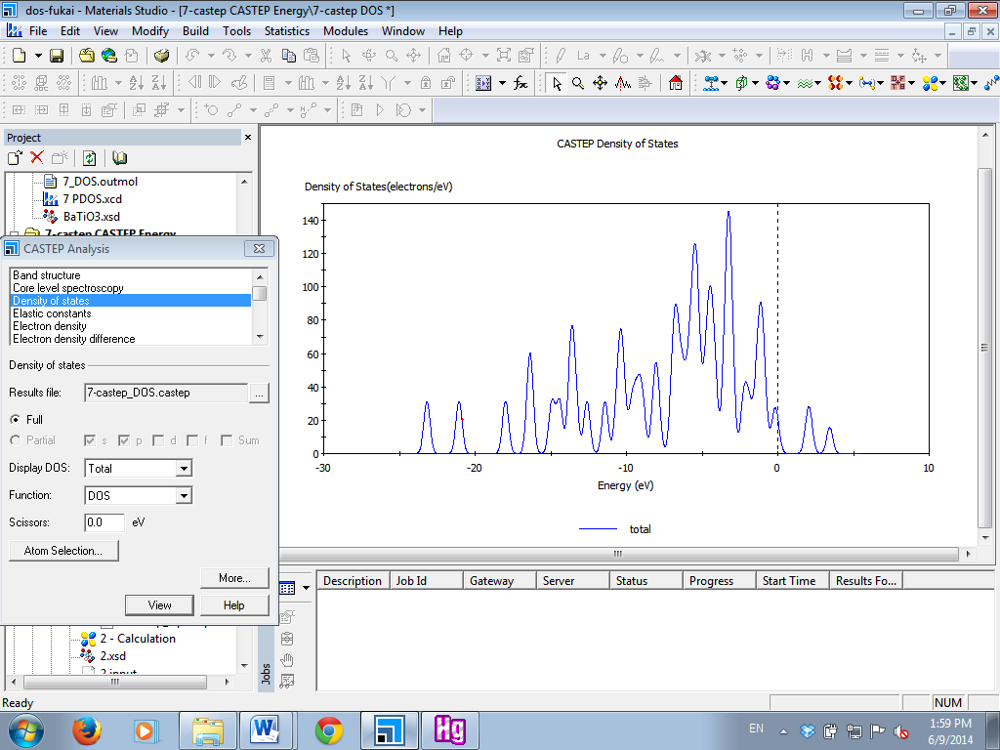 dos-fukai - Materials Studio - [7-castep CASTEP Energy\7-castep DOS *]
File Edit View Modify Build Tools Statistics Modules Window Help
Project
7_DOS.outmol
7 PDOS.xcd
BaTiO3.xsd
7-castep CASTEP Energy
CASTEP Analysis
Band structure
Core level spectroscopy
Density of states
Elastic constants
Electron density
Electron density difference
Density of states
Results file: 7-castep_DOS.castep ...
Full
Partial s p d f Sum
Display DOS: Total
Function: DOS
Scissors: 0.0 eV
Atom Selection...
More...
View Help
2 - Calculation
2.xsd
2.input
CASTEP Density of States
Density of States(electrons/eV)
140
120
100
80
60
40
20
0
-30 -20 -10 0 10
Energy (eV)
total
Description Job Id Gateway Server Status Progress Start Time Results Fo...
Jobs
Ready
NUM
EN
1:59 PM
6/9/2014
Hg